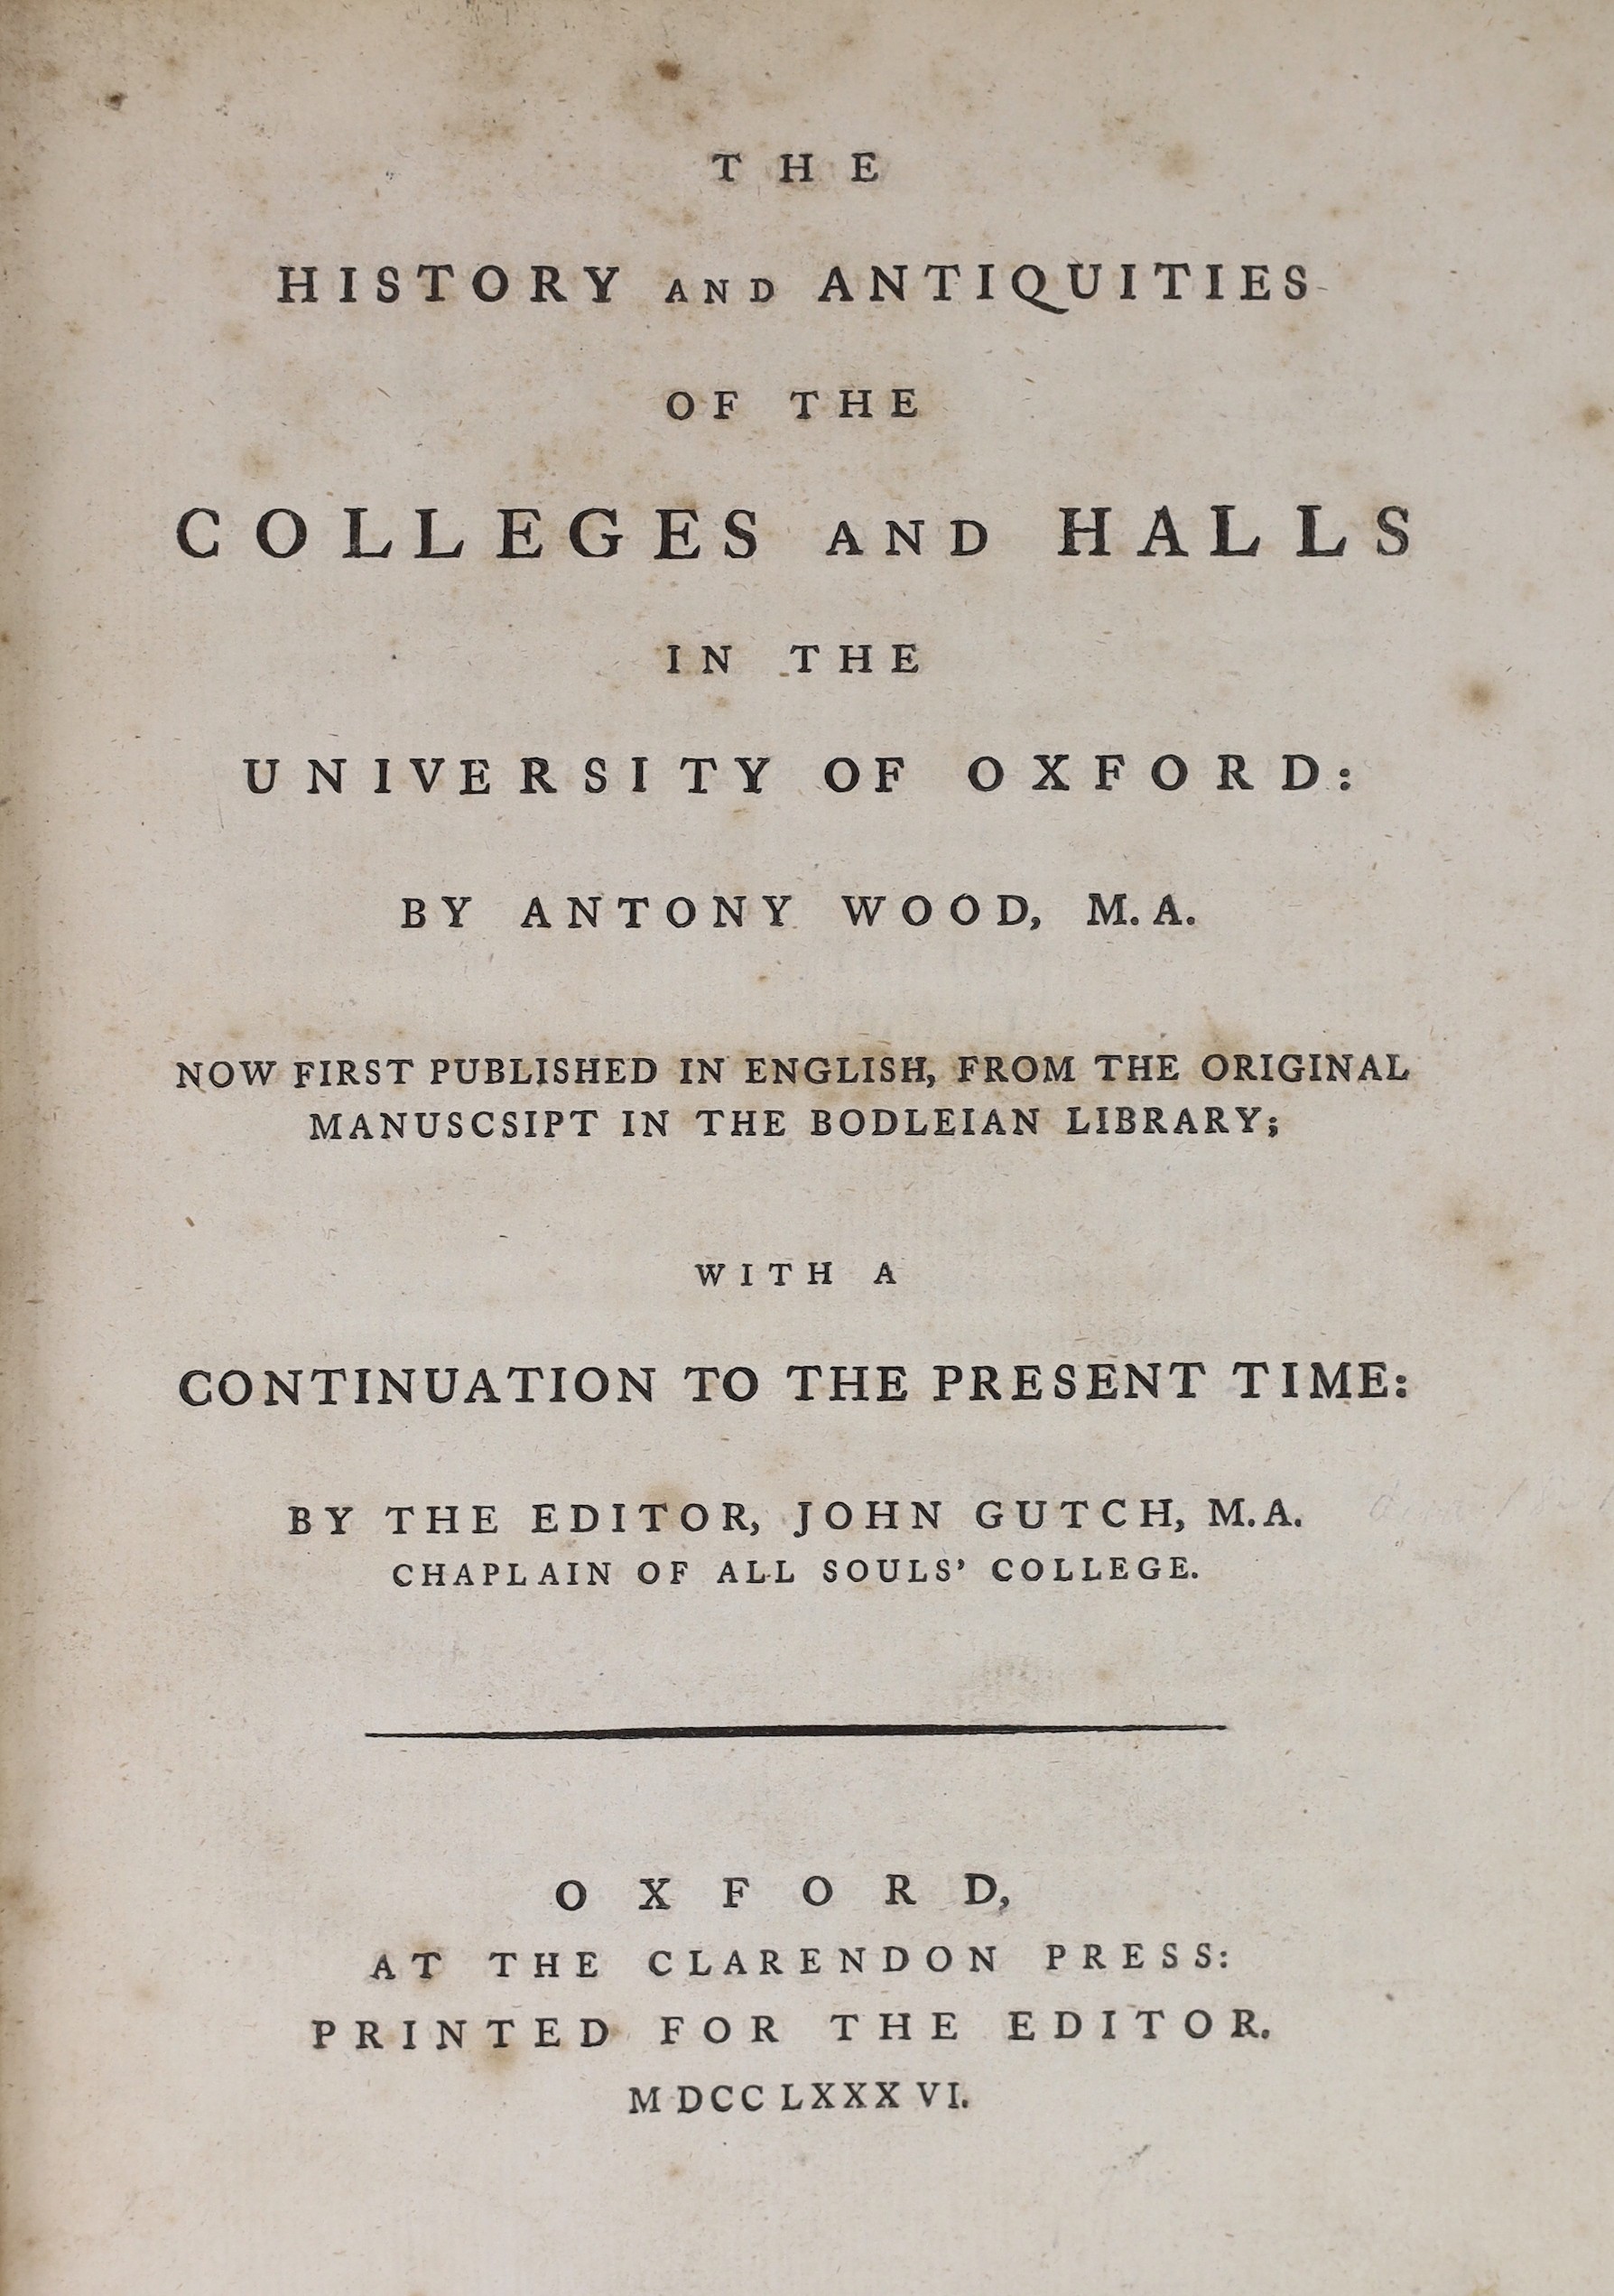 THE
HISTORY AND ANTIQUITIES
OF THE
COLLEGES AND HALLS
IN THE
UNIVERSITY OF OXFORD:
BY ANTONY WOOD, M.A.
NOW FIRST PUBLISHED IN ENGLISH, FROM THE ORIGINAL
MANUSCSIPT IN THE BODLEIAN LIBRARY;
WITH A
CONTINUATION TO THE PRESENT TIME:
BY THE EDITOR, JOHN GUTCH, M.A.
CHAPLAIN OF ALL SOULS' COLLEGE.
OXFORD,
AT THE CLARENDON PRESS:
PRINTED FOR THE EDITOR.
MDCCLXXXVI.